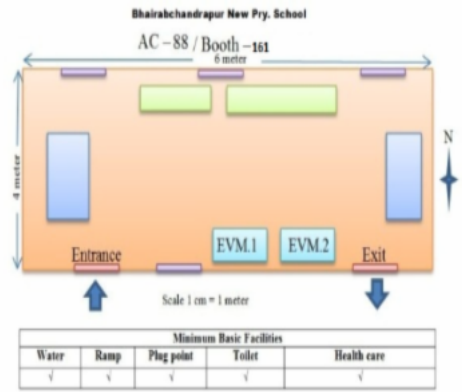 Bhairabchandrapur New Pry. School
AC – 88 / Booth –161
6 meter
4 meter
N
EVM.1 EVM.2
Entrance Exit
Scale 1 cm = 1 meter
Minimum Basic Facilities
Water Ramp Plug point Toilet Health care
√ √ √ √ √